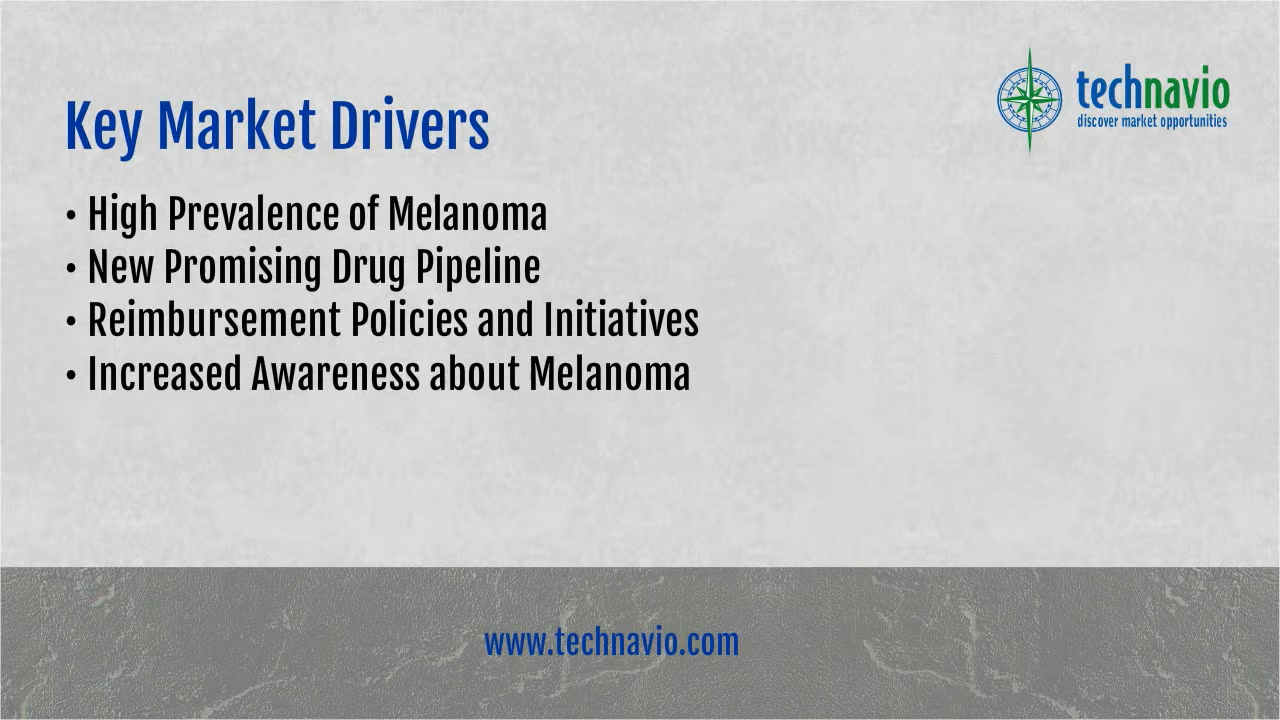 technavio
discover market opportunities
Key Market Drivers
• High Prevalence of Melanoma
• New Promising Drug Pipeline
• Reimbursement Policies and Initiatives
• Increased Awareness about Melanoma
www.technavio.com